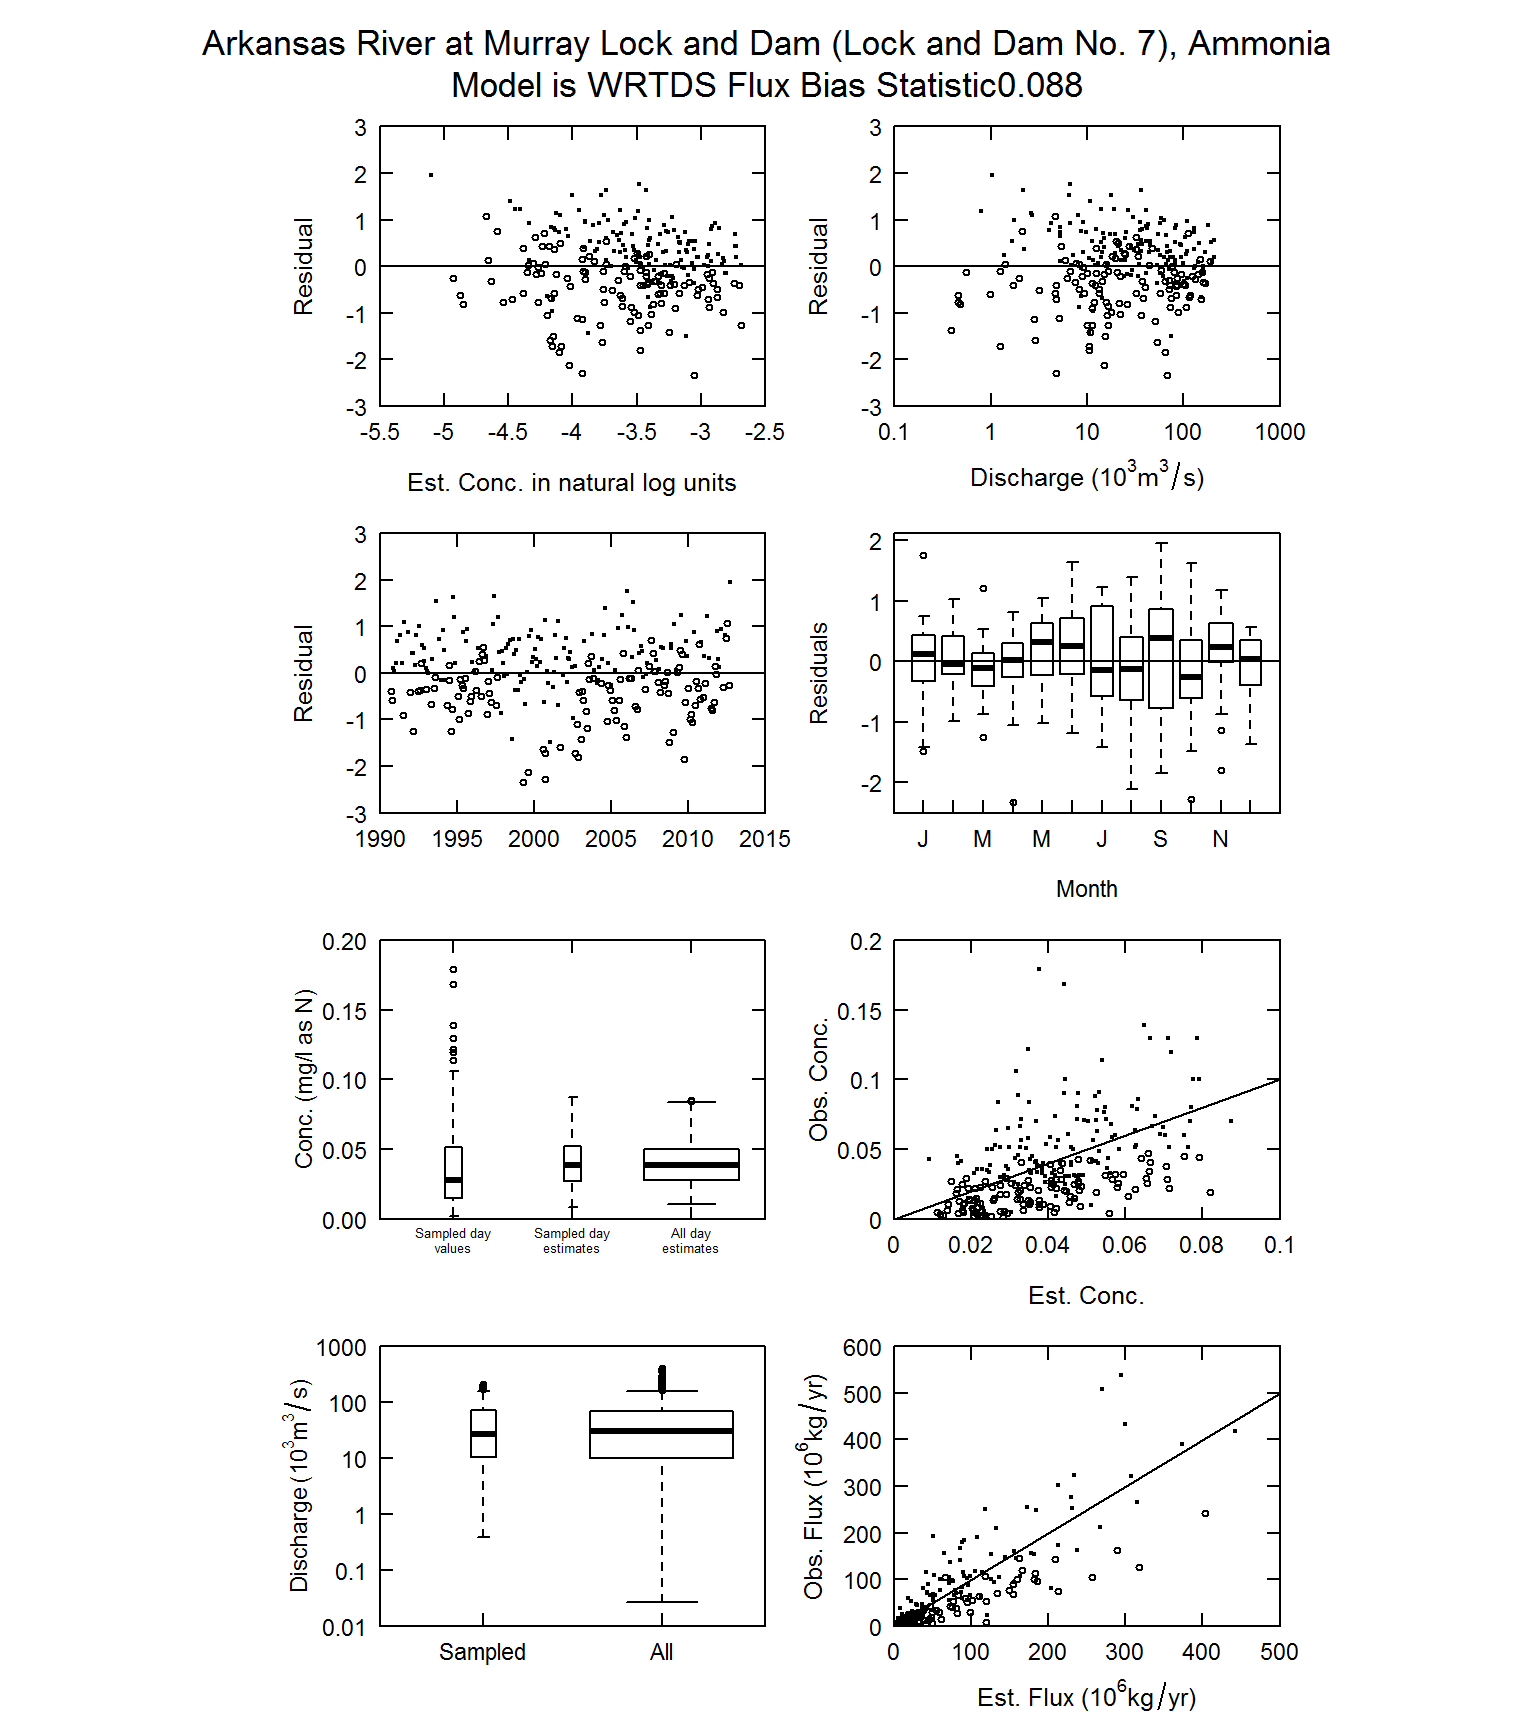 Arkansas River at Murray Lock and Dam (Lock and Dam No. 7), Ammonia
Model is WRTDS Flux Bias Statistic0.088
3
2
1
0
-1
-2
-3
Residual
-5.5 -5 -4.5 -4 -3.5 -3 -2.5
Est. Conc. in natural log units
3
2
1
0
-1
-2
-3
Residual
0.1 1 10 100 1000
Discharge (10³m³/s)
3
2
1
0
-1
-2
-3
Residual
1990 1995 2000 2005 2010 2015
2
1
0
-1
-2
Residuals
J M M J S N
Month
0.20
0.15
0.10
0.05
0.00
Conc. (mg/l as N)
Sampled day Sampled day All day
values estimates estimates
0.2
0.15
0.1
0.05
0
Obs. Conc.
0 0.02 0.04 0.06 0.08 0.1
Est. Conc.
1000
100
10
1
0.1
0.01
Discharge (10³m³/s)
Sampled All
600
500
400
300
200
100
0
Obs. Flux (10⁶kg/yr)
0 100 200 300 400 500
Est. Flux (10⁶kg/yr)